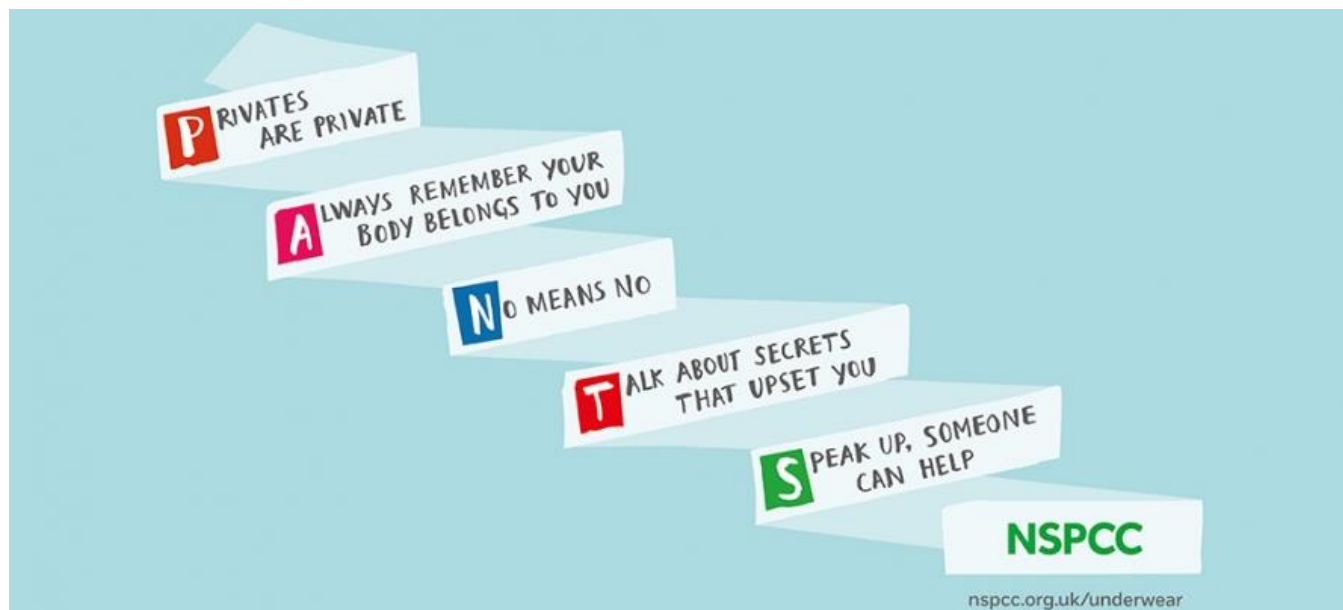 PRIVATES
ARE PRIVATE
ALWAYS REMEMBER YOUR
BODY BELONGS TO YOU
NO MEANS NO
TALK ABOUT SECRETS
THAT UPSET YOU
SPEAK UP, SOMEONE
CAN HELP
NSPCC
nspcc.org.uk/underwear